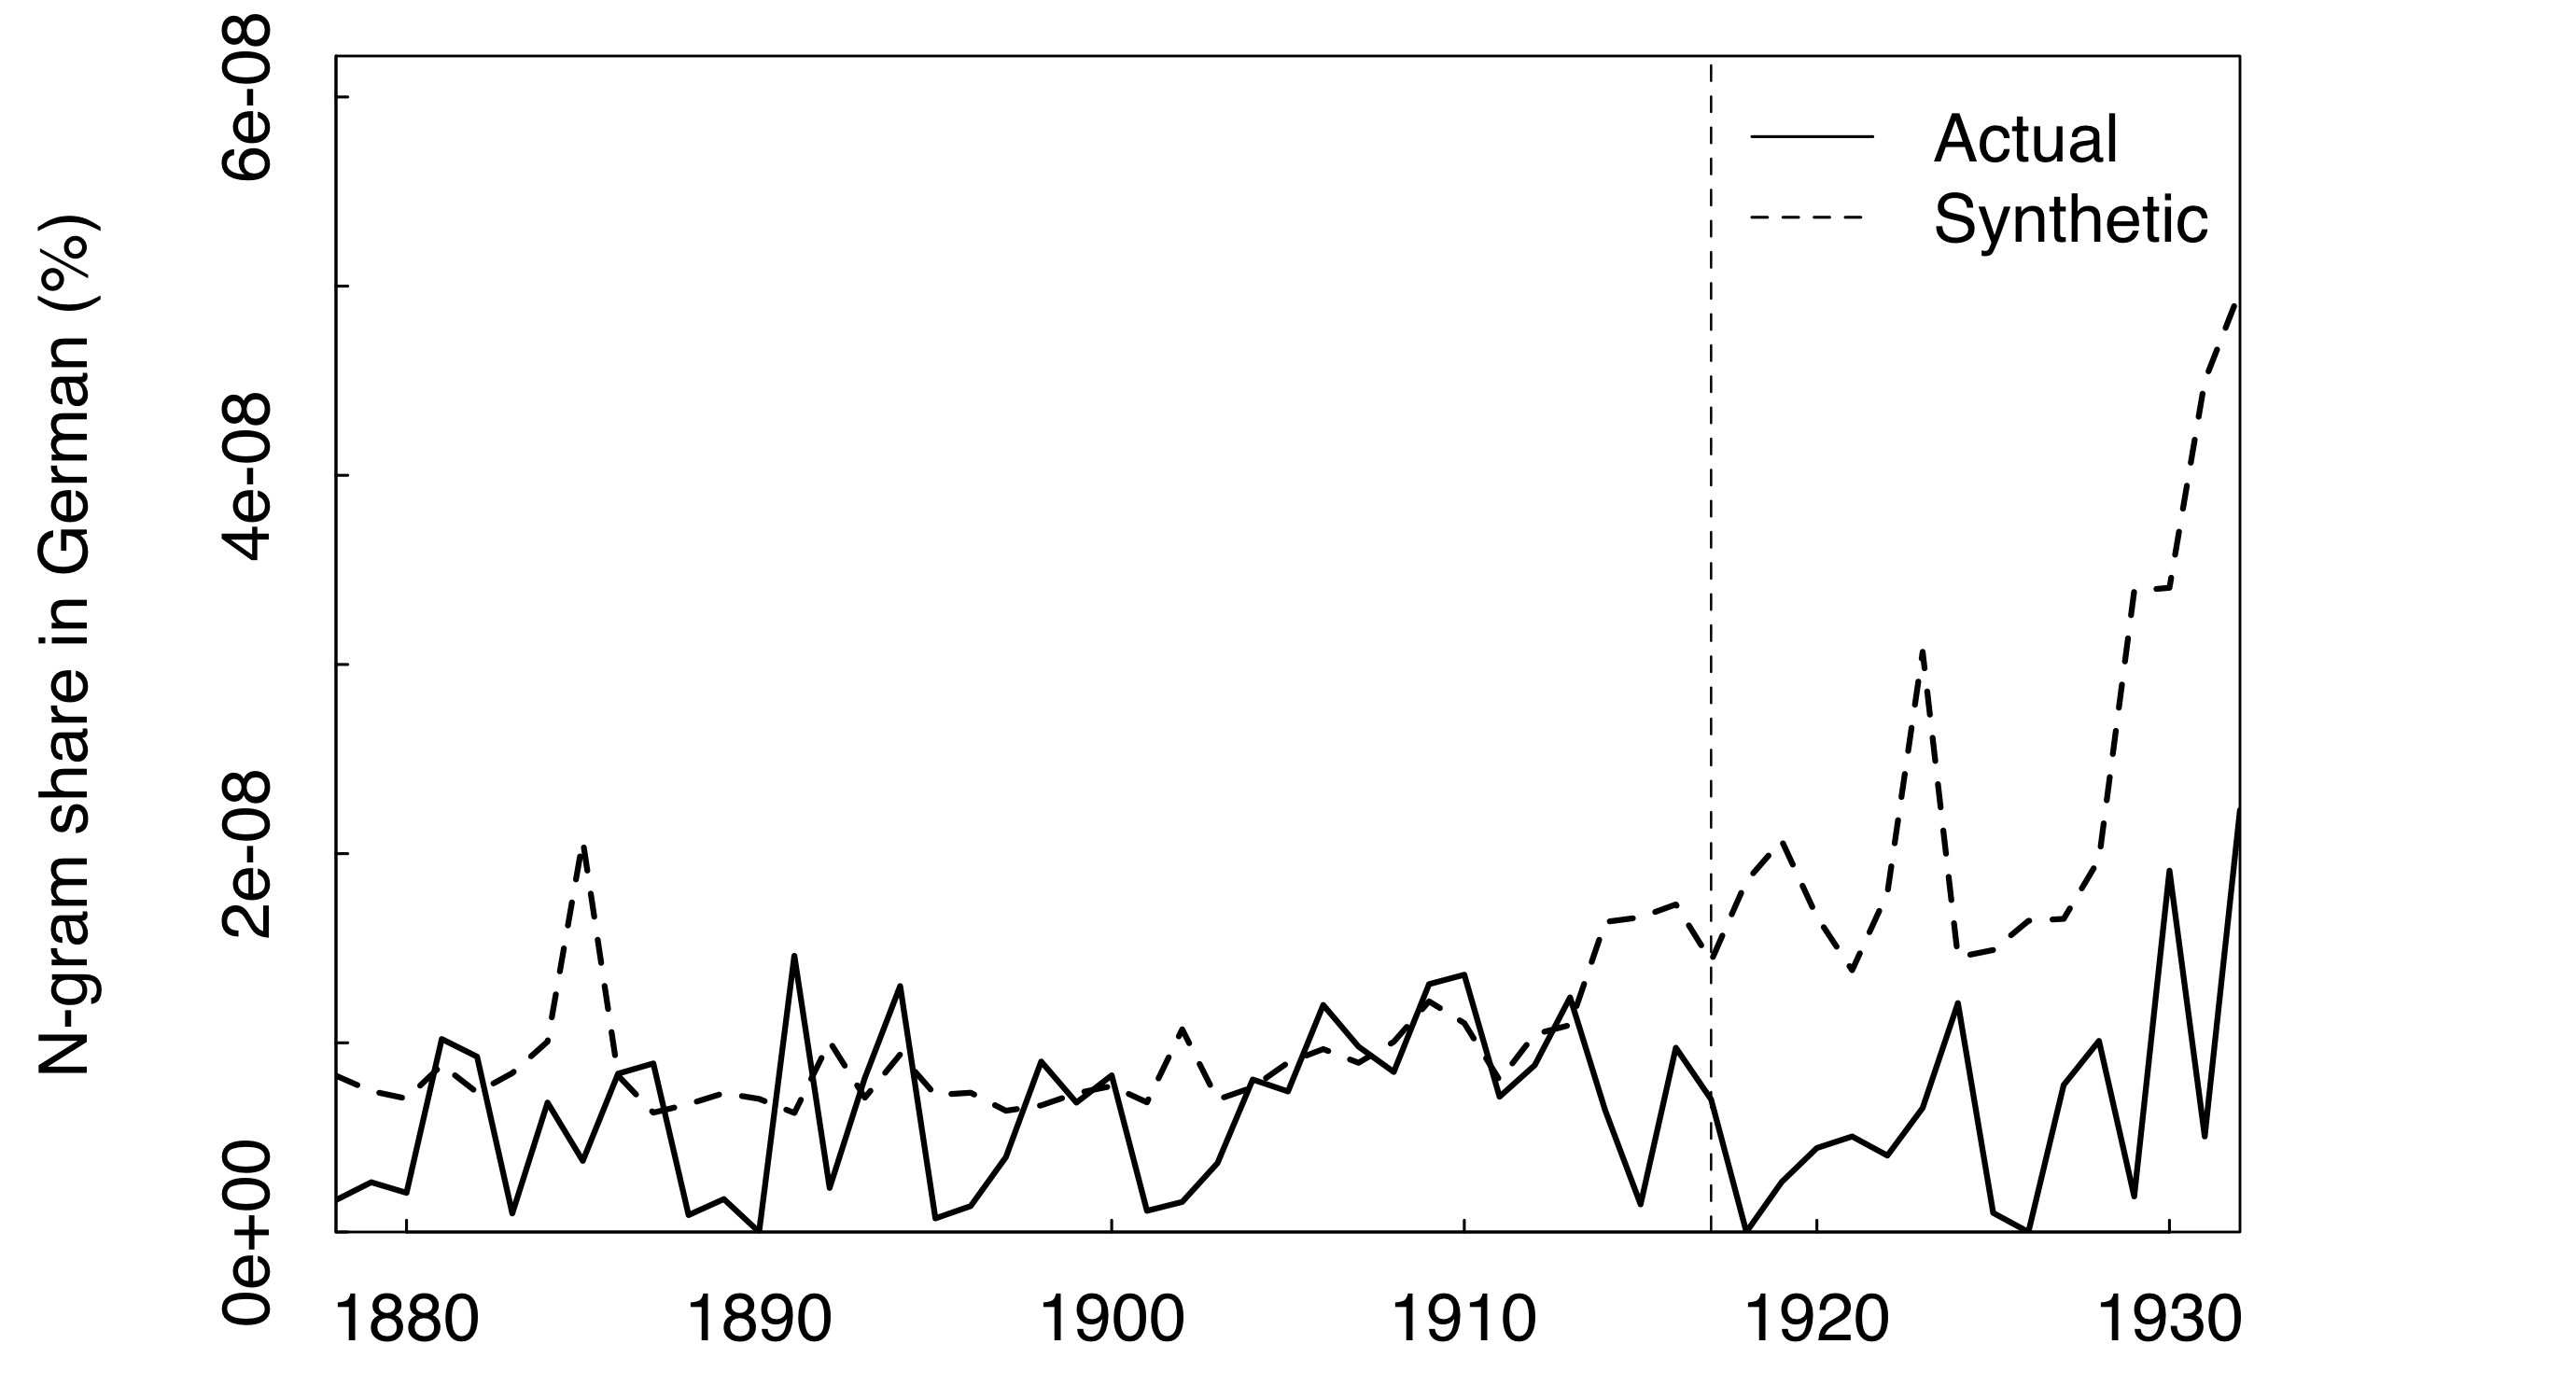 N-gram share in German (%)
6e-08
4e-08
2e-08
0e+00
Actual
Synthetic
1880 1890 1900 1910 1920 1930